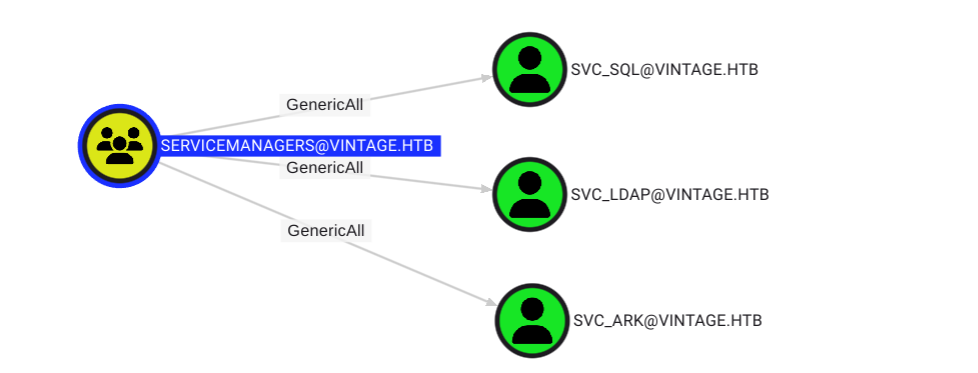 SVC_SQL@VINTAGE.HTB
GenericAll
SERVICEMANAGERS@VINTAGE.HTB
GenericAll
SVC_LDAP@VINTAGE.HTB
GenericAll
SVC_ARK@VINTAGE.HTB